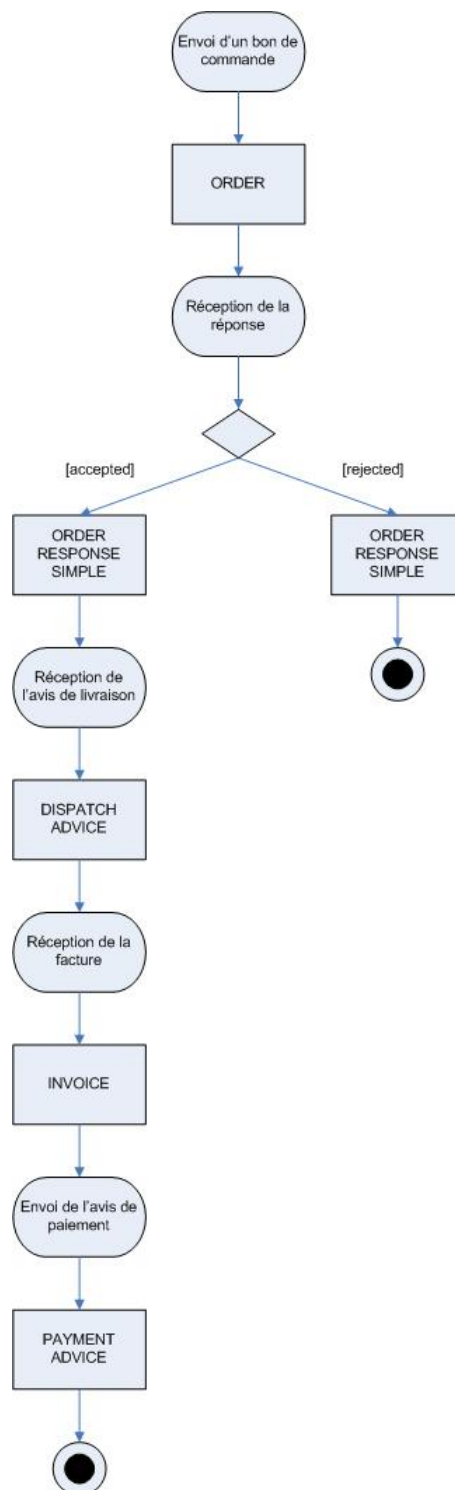 Envoi d'un bon de
commande
ORDER
Réception de la
réponse
[accepted]
[rejected]
ORDER
RESPONSE
SIMPLE
ORDER
RESPONSE
SIMPLE
Réception de
l'avis de livraison
DISPATCH
ADVICE
Réception de la
facture
INVOICE
Envoi de l'avis de
paiement
PAYMENT
ADVICE